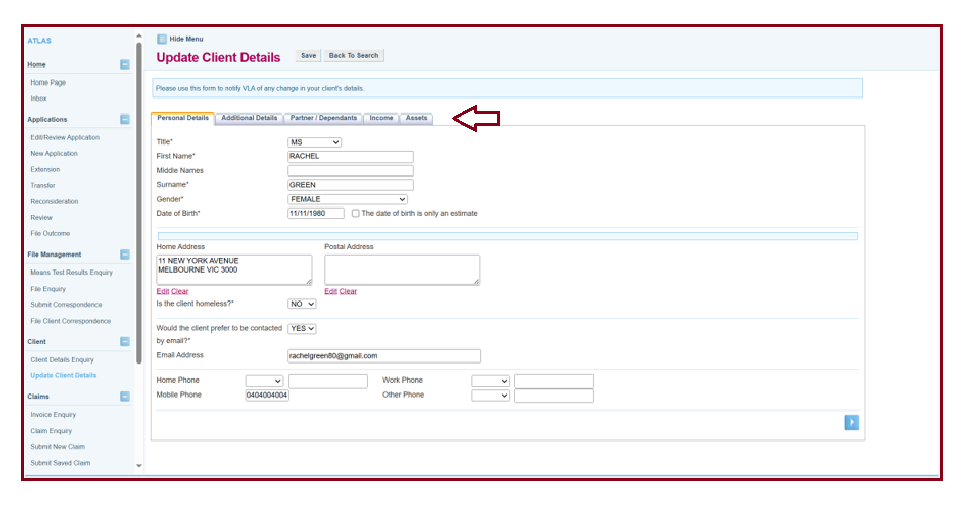 ATLAS
Home
Home Page
Inbox
Applications
Edit/Review Application
New Application
Extension
Transfer
Reconsideration
Review
File Outcome
File Management
Means Test Results Enquiry
File Enquiry
Submit Correspondence
File Client Correspondence
Client
Client Details Enquiry
Update Client Details
Claims
Invoice Enquiry
Claim Enquiry
Submit New Claim
Submit Saved Claim
Hide Menu
Update Client Details Save Back To Search
Please use this form to notify VLA of any change in your client's details.
Personal Details Additional Details Partner / Dependants Income Assets
Title* MS
First Name* RACHEL
Middle Names
Surname* GREEN
Gender* FEMALE
Date of Birth* 11/11/1980 The date of birth is only an estimate
Home Address Postal Address
11 NEW YORK AVENUE
MELBOURNE VIC 3000
Edit Clear Edit Clear
Is the client homeless?* NO
Would the client prefer to be contacted YES
by email?*
Email Address rachelgreen80@gmail.com
Home Phone Work Phone
Mobile Phone 0404004004 Other Phone